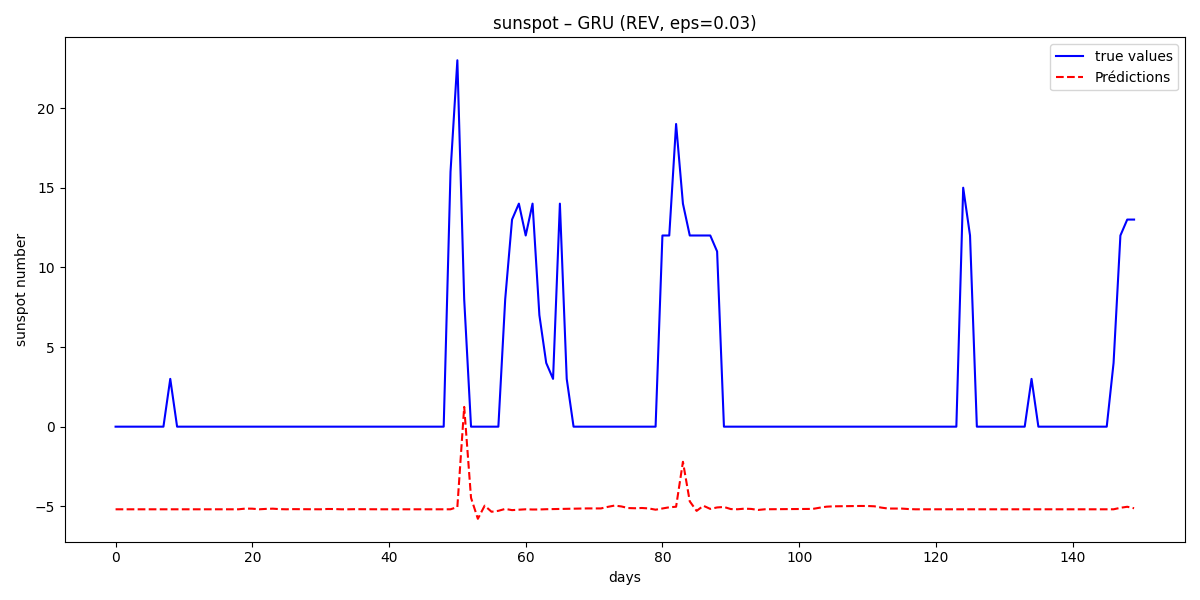 sunspot – GRU (REV, eps=0.03)
true values
Prédictions
sunspot number
20
15
10
5
0
−5
0 20 40 60 80 100 120 140
days